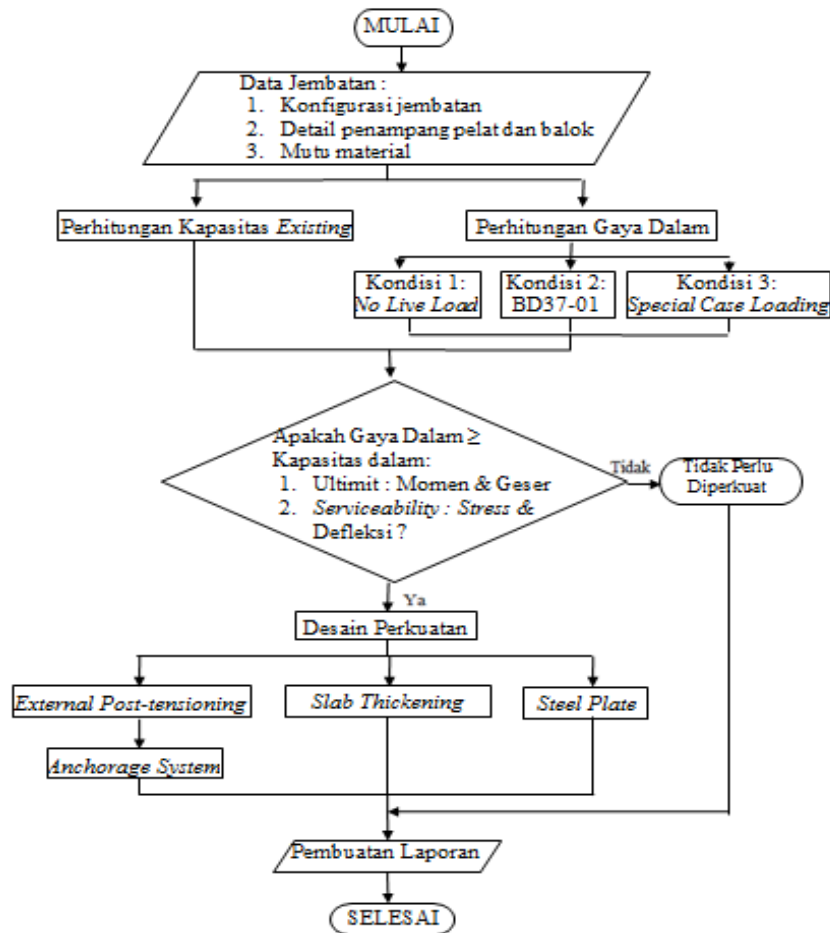 MULAI
Data Jembatan :
1. Konfigurasi jembatan
2. Detail penampang pelat dan balok
3. Mutu material
Perhitungan Kapasitas Existing
Perhitungan Gaya Dalam
Kondisi 1:
No Live Load
Kondisi 2:
BD37-01
Kondisi 3:
Special Case Loading
Apakah Gaya Dalam ≥
Kapasitas dalam:
1. Ultimit : Momen & Geser
2. Serviceability : Stress &
Defleksi ?
Tidak
Tidak Perlu
Diperkuat
Ya
Desain Perkuatan
External Post-tensioning
Slab Thickening
Steel Plate
Anchorage System
Pembuatan Laporan
SELESAI